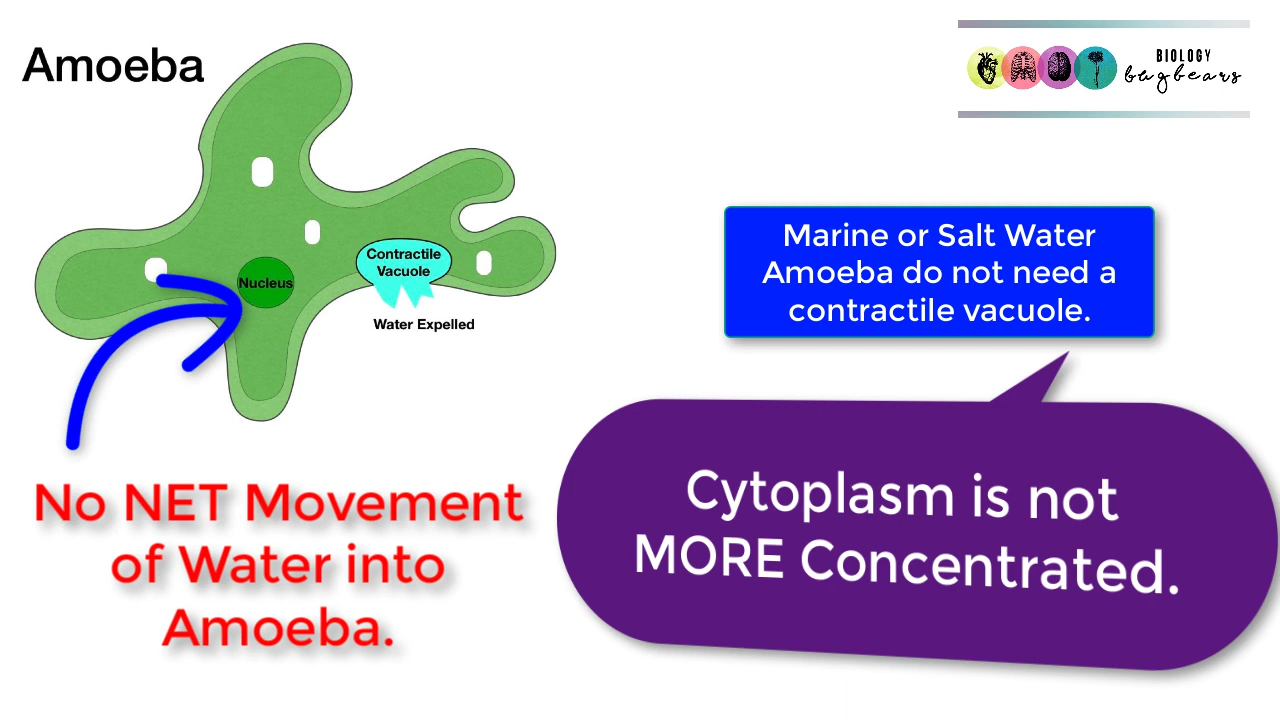 Amoeba
BIOLOGY
bugbears
Nucleus
Contractile
Vacuole
Water Expelled
Marine or Salt Water
Amoeba do not need a
contractile vacuole.
Cytoplasm is not
MORE Concentrated.
No NET Movement
of Water into
Amoeba.